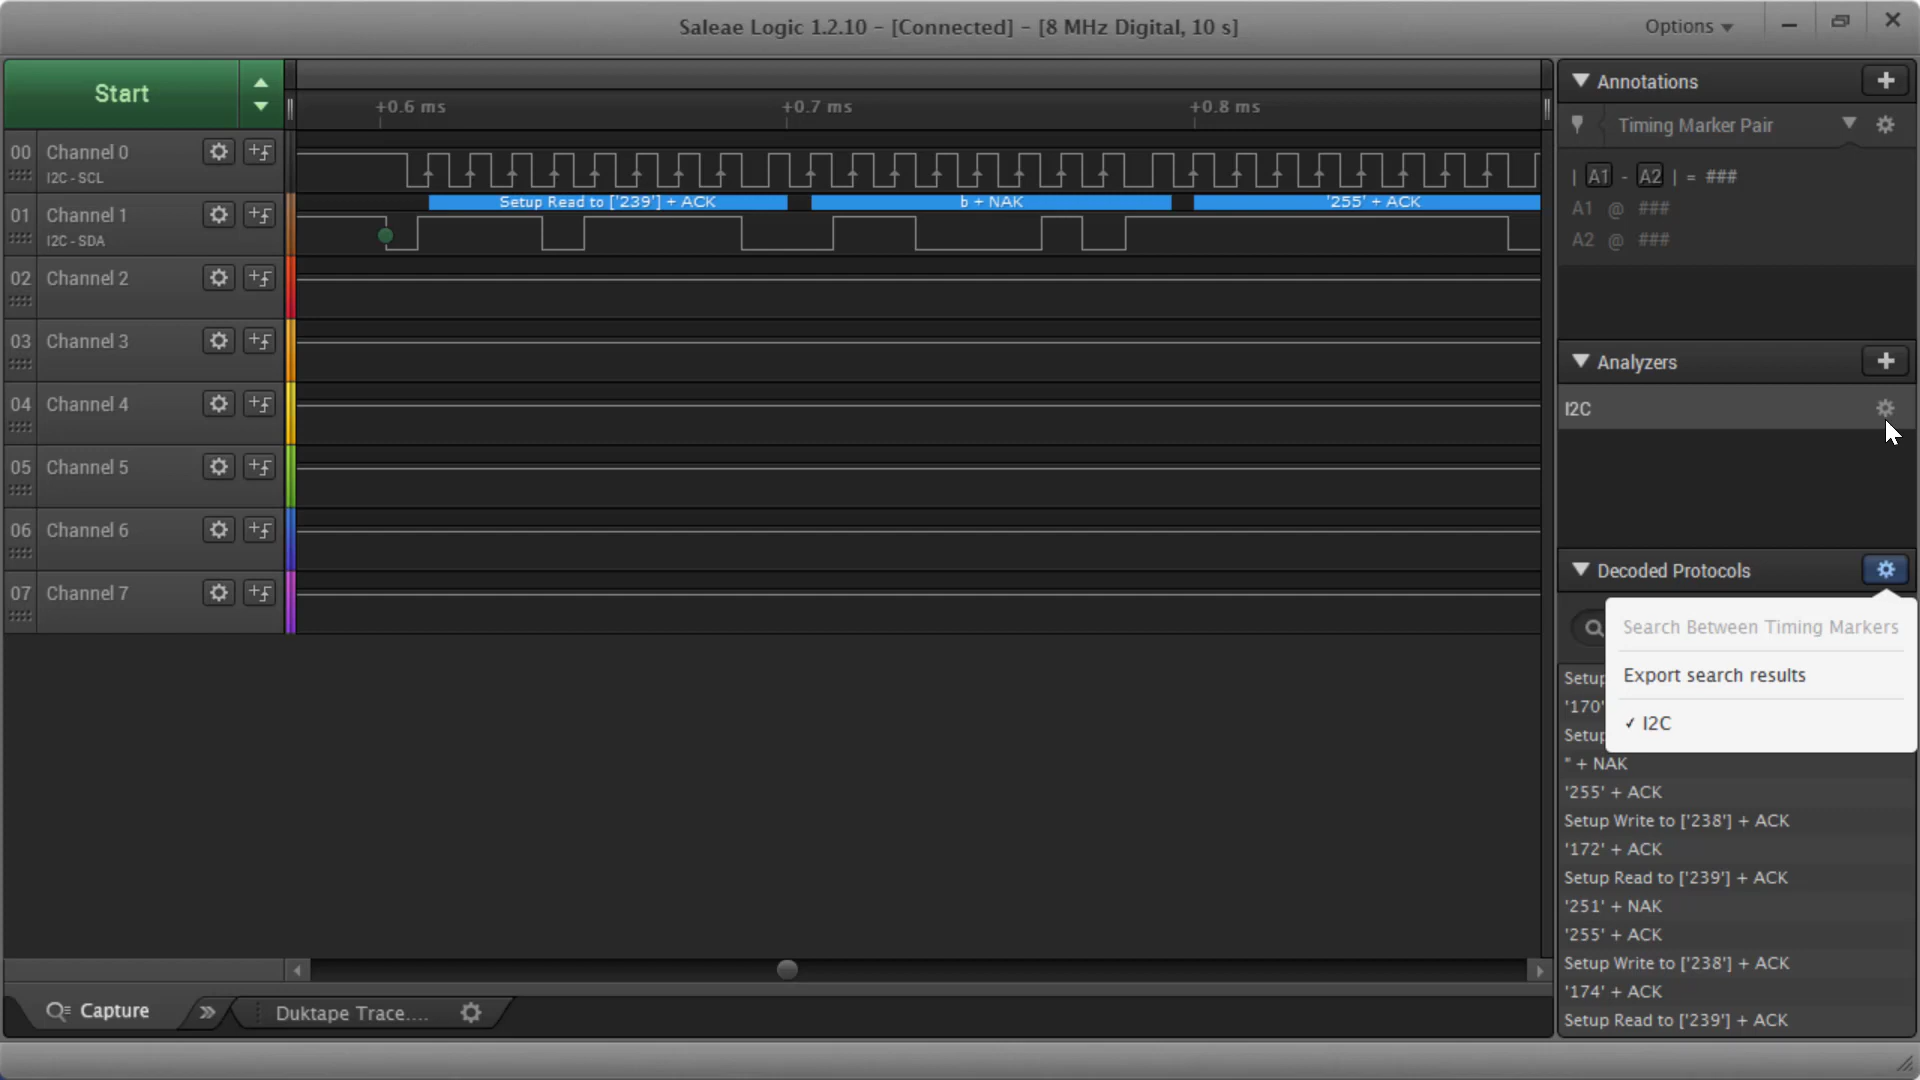 Saleae Logic 1.2.10 - [Connected] - [8 MHz Digital, 10 s]
Options
Start
+0.6 ms
+0.7 ms
+0.8 ms
00 Channel 0
I2C - SCL
01 Channel 1
I2C - SDA
Setup Read to ['239'] + ACK
b + NAK
'255' + ACK
02 Channel 2
03 Channel 3
04 Channel 4
05 Channel 5
06 Channel 6
07 Channel 7
Capture
Duktape Trace....
Annotations
Timing Marker Pair
| A1 - A2 | = ###
A1 @ ###
A2 @ ###
Analyzers
I2C
Decoded Protocols
Search Between Timing Markers
Export search results
✓ I2C
'170'
" + NAK
'255' + ACK
Setup Write to ['238'] + ACK
'172' + ACK
Setup Read to ['239'] + ACK
'251' + NAK
'255' + ACK
Setup Write to ['238'] + ACK
'174' + ACK
Setup Read to ['239'] + ACK